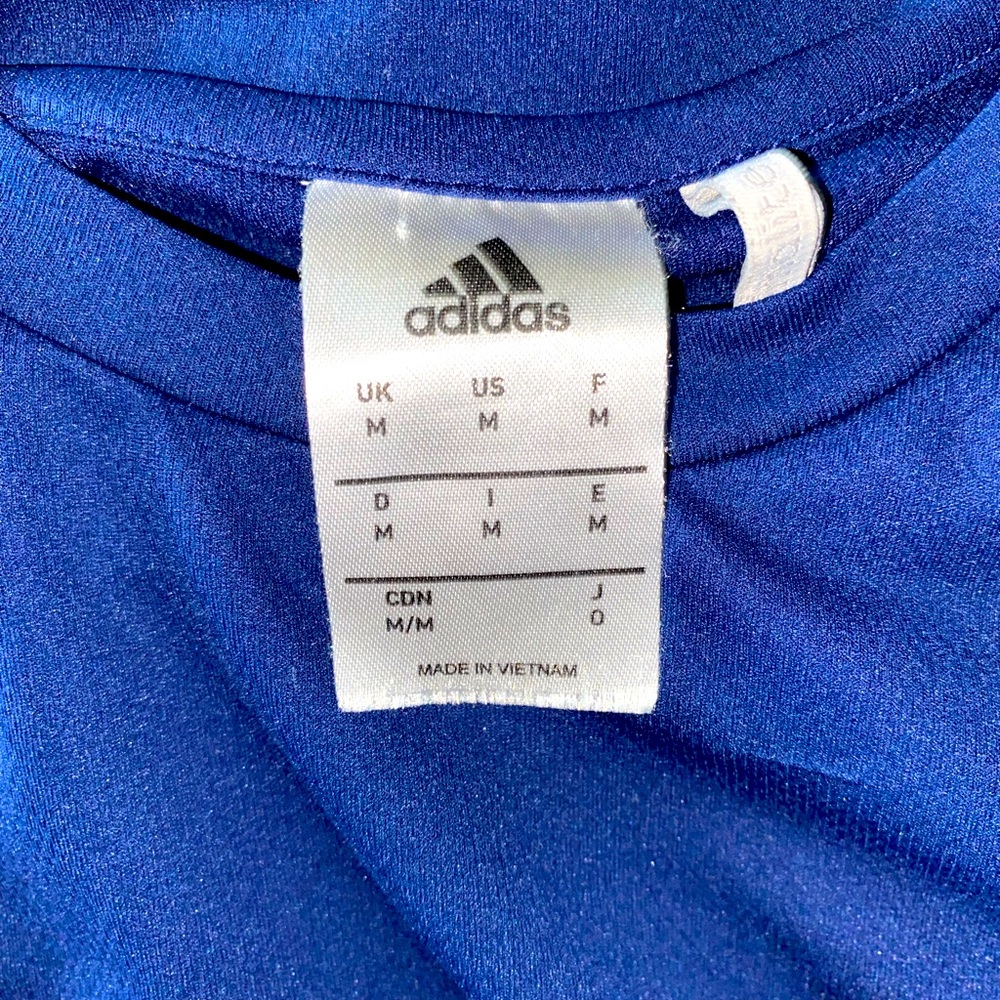 adidas
UK US F
M M M
D I E
M M M
CDN J
M/M O
MADE IN VIETNAM